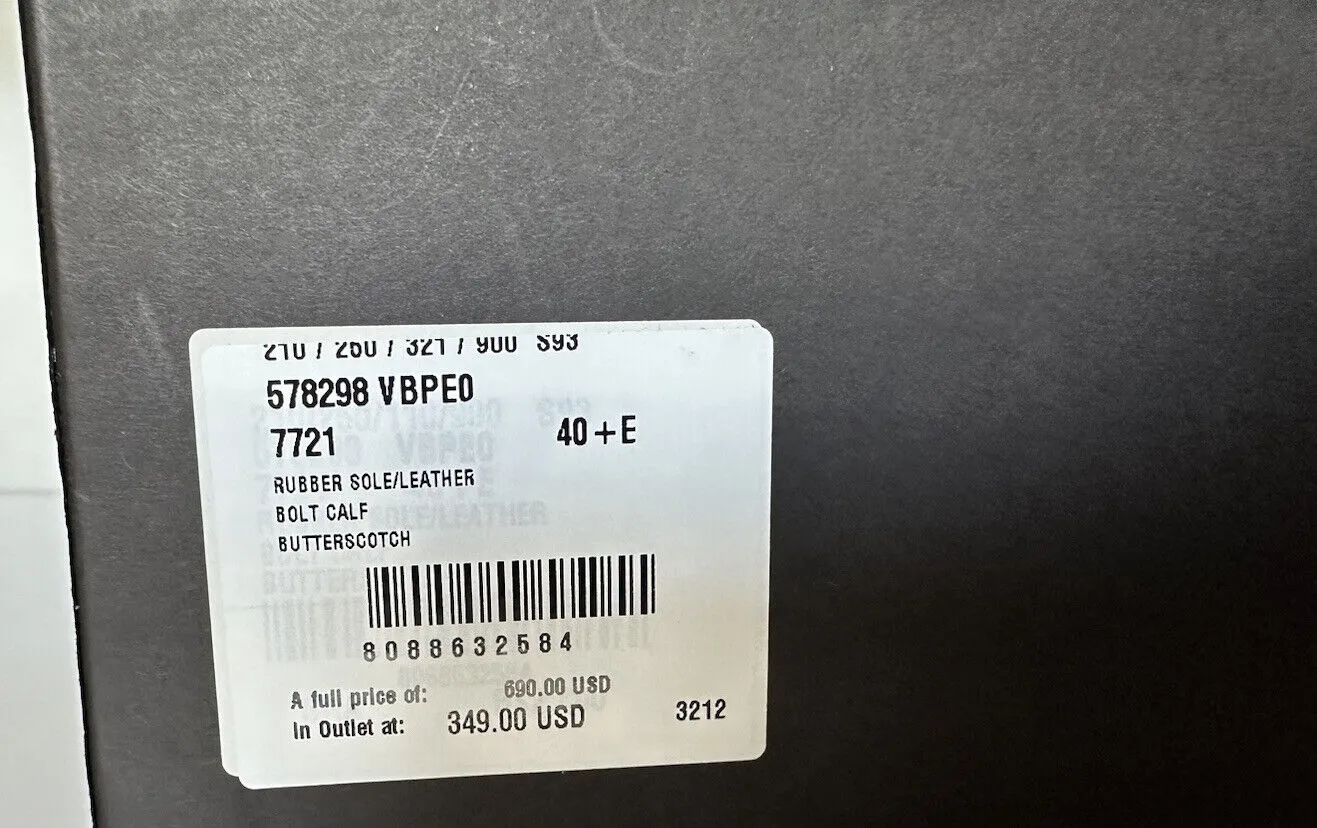 210 / 260 / 321 / 900 S93
578298 VBPE0
7721 40+E
RUBBER SOLE/LEATHER
BOLT CALF
BUTTERSCOTCH
8088632584
A full price of: 690.00 USD
In Outlet at: 349.00 USD 3212